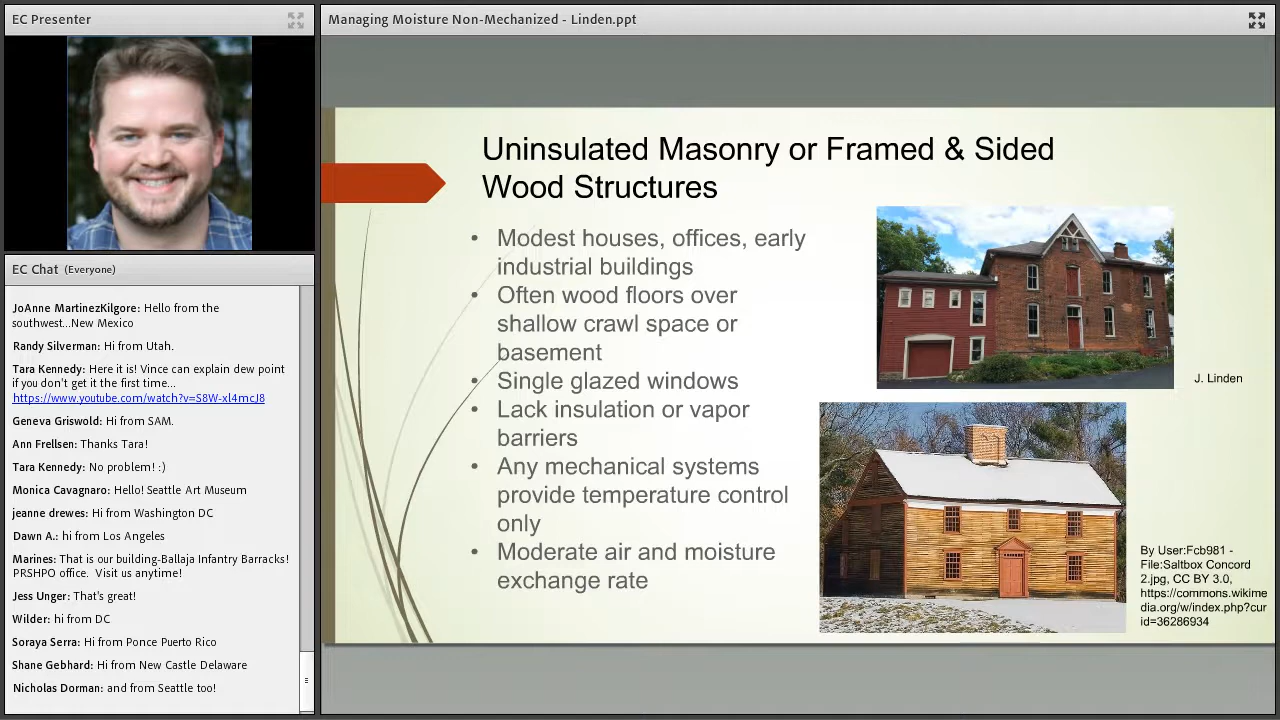 EC Presenter
EC Chat (Everyone)
JoAnne MartinezKilgore: Hello from the
southwest...New Mexico
Randy Silverman: Hi from Utah.
Tara Kennedy: Here it is! Vince can explain dew point
if you don't get it the first time...
https://www.youtube.com/watch?v=S8W-xl4mcJ8
Geneva Griswold: Hi from SAM.
Ann Frellsen: Thanks Tara!
Tara Kennedy: No problem! :)
Monica Cavagnaro: Hello! Seattle Art Museum
jeanne drewes: Hi from Washington DC
Dawn A.: hi from Los Angeles
Marines: That is our building-Ballaja Infantry Barracks!
PRSHPO office.  Visit us anytime!
Jess Unger: That's great!
Wilder: hi from DC
Soraya Serra: Hi from Ponce Puerto Rico
Shane Gebhard: Hi from New Castle Delaware
Nicholas Dorman: and from Seattle too!
Managing Moisture Non-Mechanized - Linden.ppt
Uninsulated Masonry or Framed & Sided
Wood Structures
• Modest houses, offices, early
industrial buildings
• Often wood floors over
shallow crawl space or
basement
• Single glazed windows
• Lack insulation or vapor
barriers
• Any mechanical systems
provide temperature control
only
• Moderate air and moisture
exchange rate
J. Linden
By User:Fcb981 -
File:Saltbox Concord
2.jpg, CC BY 3.0,
https://commons.wikime
dia.org/w/index.php?cur
id=36286934